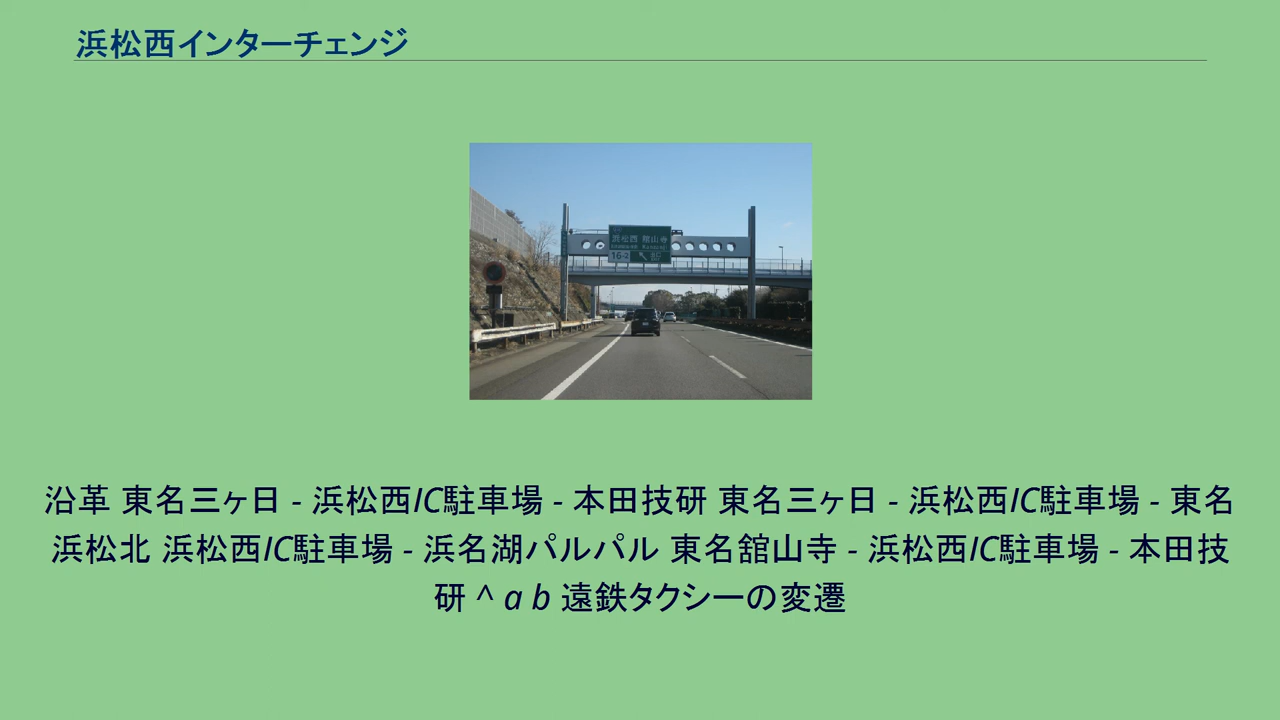 浜松西インターチェンジ
浜松西 舘山寺
16-2
沿革 東名三ヶ日 - 浜松西IC駐車場 - 本田技研 東名三ヶ日 - 浜松西IC駐車場 - 東名
浜松北 浜松西IC駐車場 - 浜名湖パルパル 東名舘山寺 - 浜松西IC駐車場 - 本田技
研 ^ a b 遠鉄タクシーの変遷